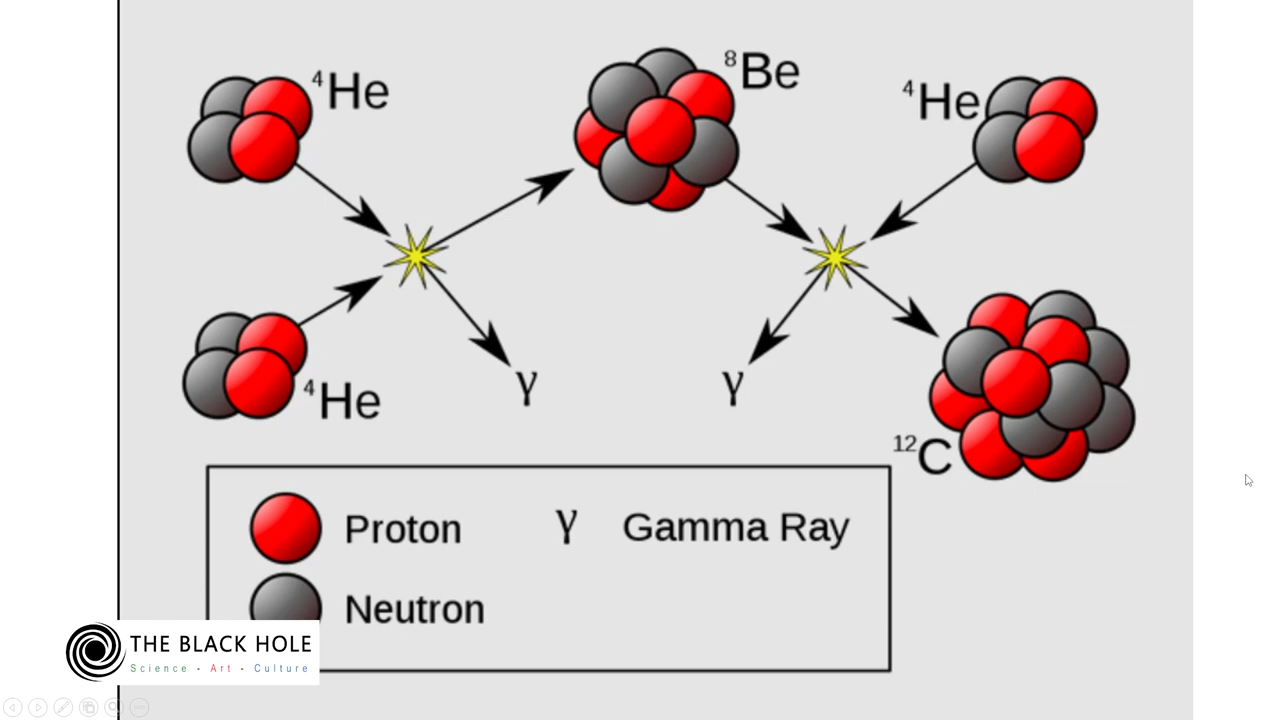 ⁴He
⁸Be
⁴He
⁴He
γ
γ
¹²C
Proton
γ Gamma Ray
Neutron
THE BLACK HOLE
Science - Art - Culture